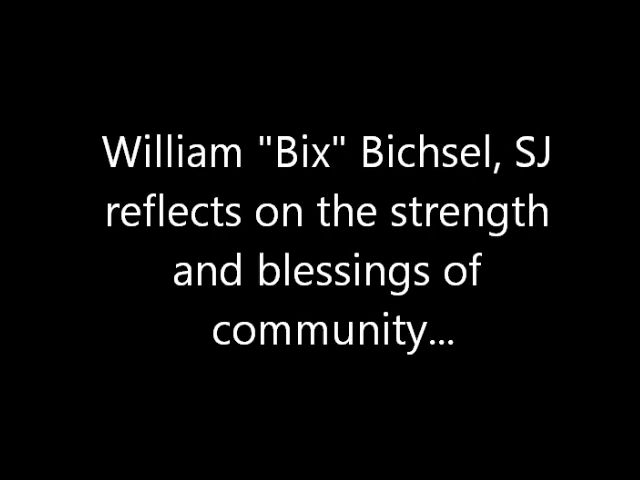 William "Bix" Bichsel, SJ
reflects on the strength
and blessings of
community...